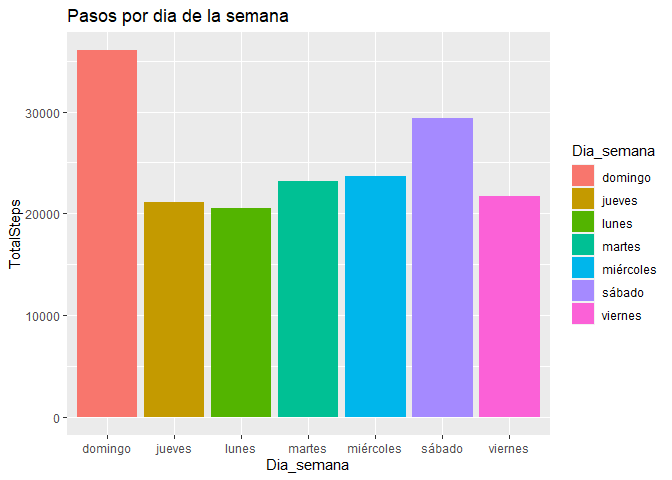 Pasos por dia de la semana
TotalSteps
30000
20000
10000
0
domingo jueves lunes martes miércoles sábado viernes
Dia_semana
Dia_semana
domingo
jueves
lunes
martes
miércoles
sábado
viernes